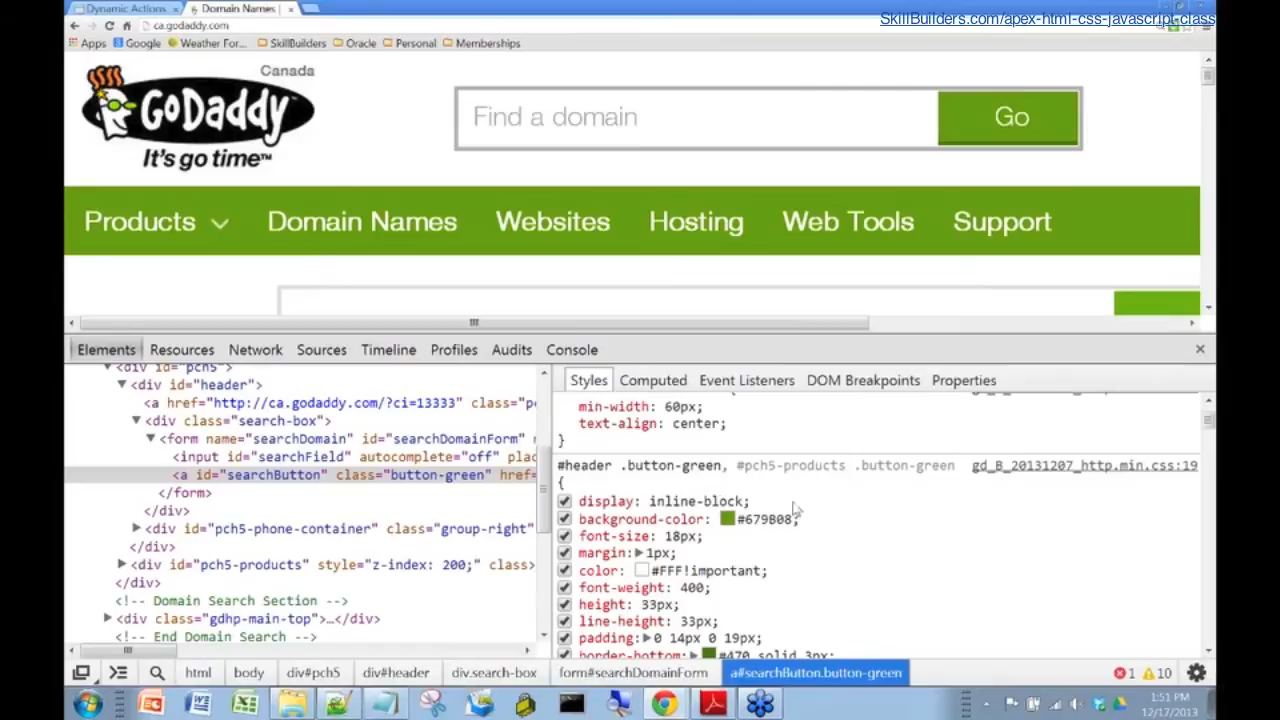 Dynamic Actions
Domain Names
SkillBuilders.com/apex-html-css-javascript-class
ca.godaddy.com
Apps
Google
Weather For...
SkillBuilders
Oracle
Personal
Memberships
Canada
GoDaddy
It's go time™
Find a domain
Go
Products
Domain Names
Websites
Hosting
Web Tools
Support
Elements
Resources
Network
Sources
Timeline
Profiles
Audits
Console
<div id="pch5">
<div id="header">
<a href="http://ca.godaddy.com/?ci=13333" class="p
<div class="search-box">
<form name="searchDomain" id="searchDomainForm"
<input id="searchField" autocomplete="off" place
<a id="searchButton" class="button-green" href=
</form>
</div>
<div id="pch5-phone-container" class="group-right"
</div>
<div id="pch5-products" style="z-index: 200;" class>
</div>
<!-- Domain Search Section -->
<div class="gdhp-main-top">…</div>
<!-- End Domain Search -->
Styles
Computed
Event Listeners
DOM Breakpoints
Properties
min-width: 60px;
text-align: center;
}
#header .button-green, #pch5-products .button-green
gd_B_20131207_http.min.css:19
{
display: inline-block;
background-color: #679B08;
font-size: 18px;
margin: 1px;
color: #FFF!important;
font-weight: 400;
height: 33px;
line-height: 33px;
padding: 0 14px 0 19px;
border-bottom: #470 solid 3px;
html
body
div#pch5
div#header
div.search-box
form#searchDomainForm
a#searchButton.button-green
1
10
1:51 PM
12/17/2013